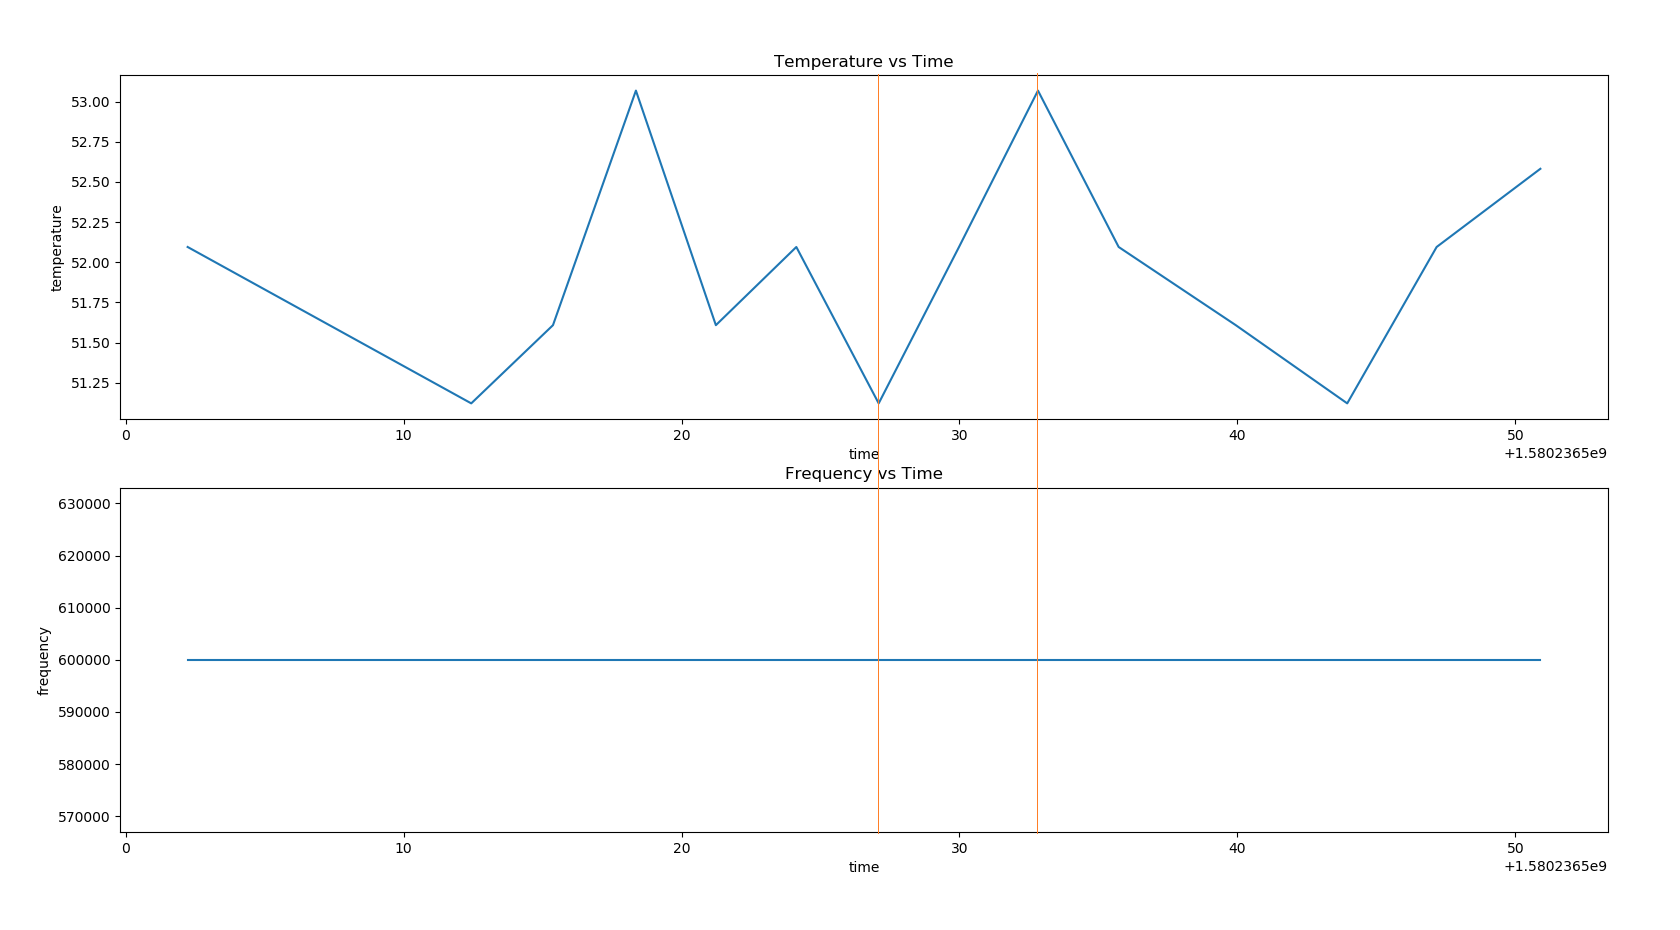 Temperature vs Time
temperature
53.00
52.75
52.50
52.25
52.00
51.75
51.50
51.25
0 10 20 30 40 50
time
+1.5802365e9
Frequency vs Time
frequency
630000
620000
610000
600000
590000
580000
570000
0 10 20 30 40 50
time
+1.5802365e9